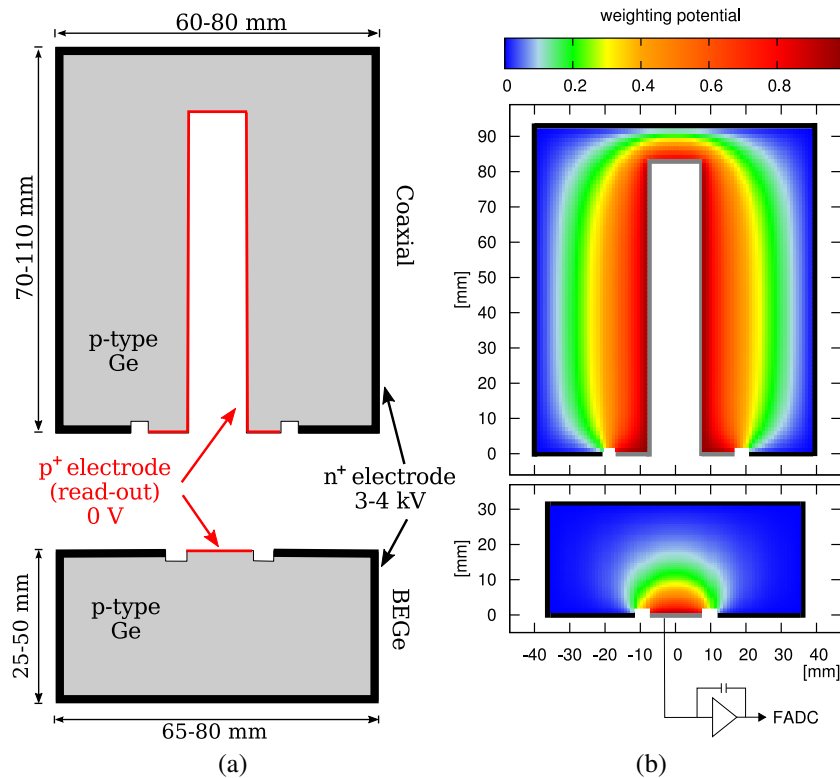 60-80 mm
70-110 mm
Coaxial
p-type
Ge
p+ electrode
(read-out)
0 V
n+ electrode
3-4 kV
25-50 mm
p-type
Ge
BEGe
65-80 mm
(a)
weighting potential
0 0.2 0.4 0.6 0.8
90
80
70
60
50
40
30
20
10
0
[mm]
30
20
10
0
[mm]
-40 -30 -20 -10 0 10 20 30 40
[mm]
FADC
(b)